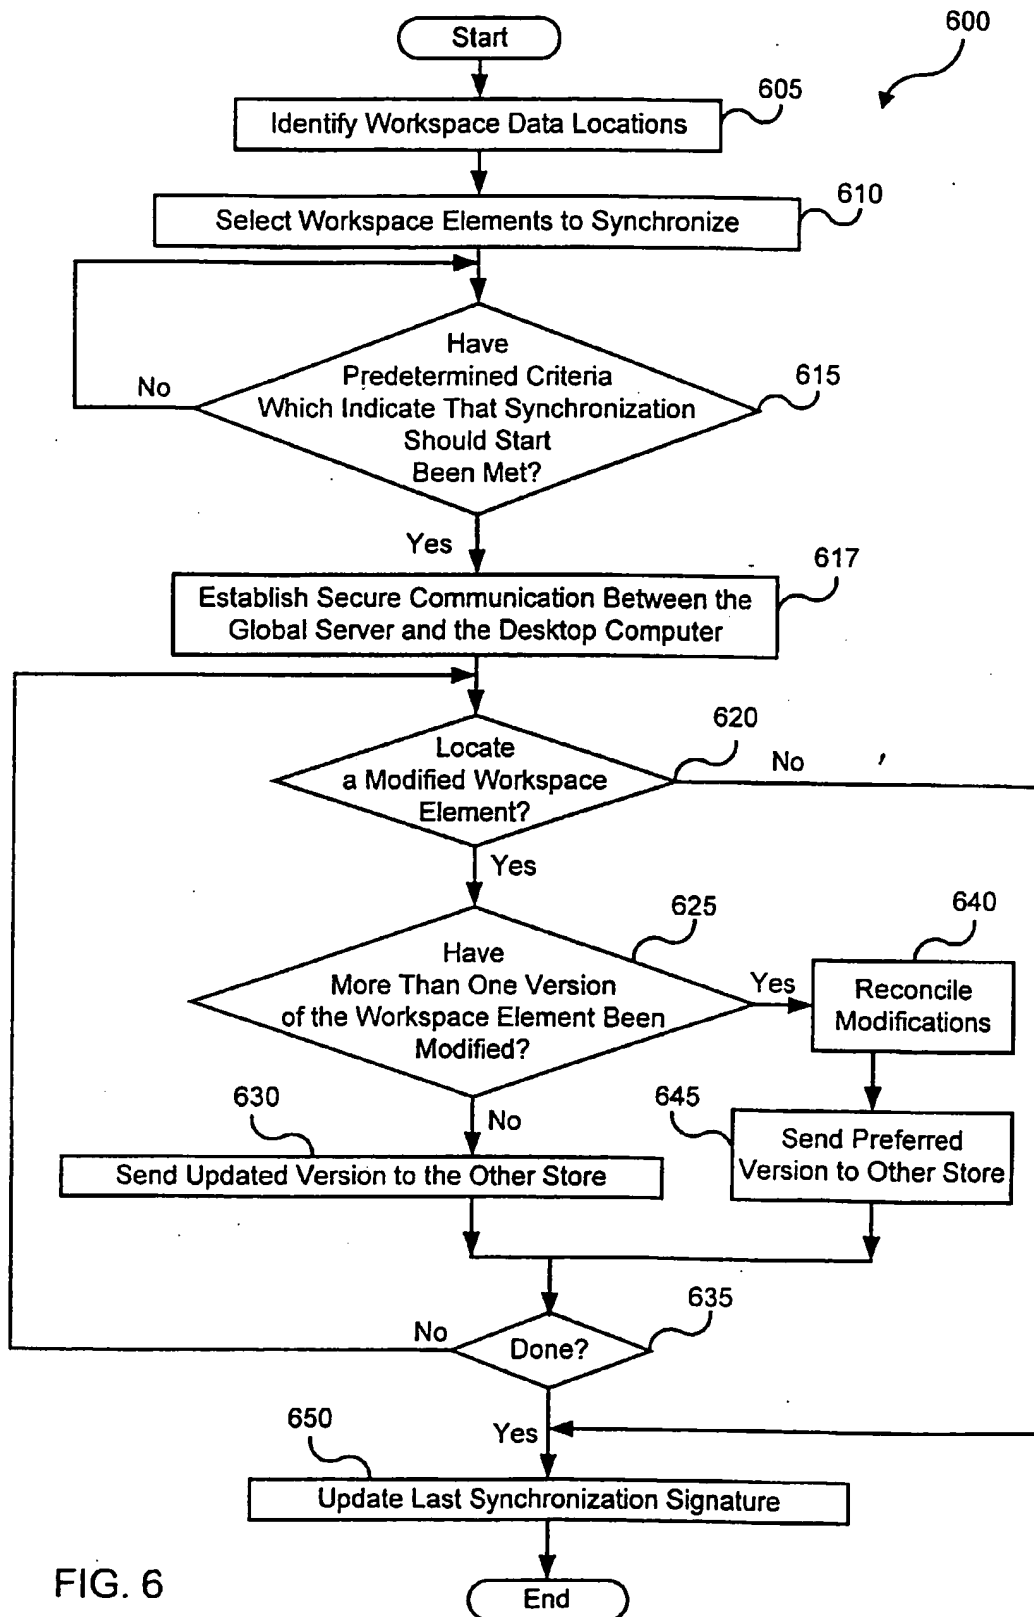 600
Start
605
Identify Workspace Data Locations
610
Select Workspace Elements to Synchronize
Have
Predetermined Criteria
Which Indicate That Synchronization
Should Start
Been Met?
615
No
Yes
617
Establish Secure Communication Between the
Global Server and the Desktop Computer
620
Locate
a Modified Workspace
Element?
No
Yes
625
Have
More Than One Version
of the Workspace Element Been
Modified?
Yes
640
Reconcile
Modifications
No
630
Send Updated Version to the Other Store
645
Send Preferred
Version to Other Store
635
Done?
No
Yes
650
Update Last Synchronization Signature
End
FIG. 6